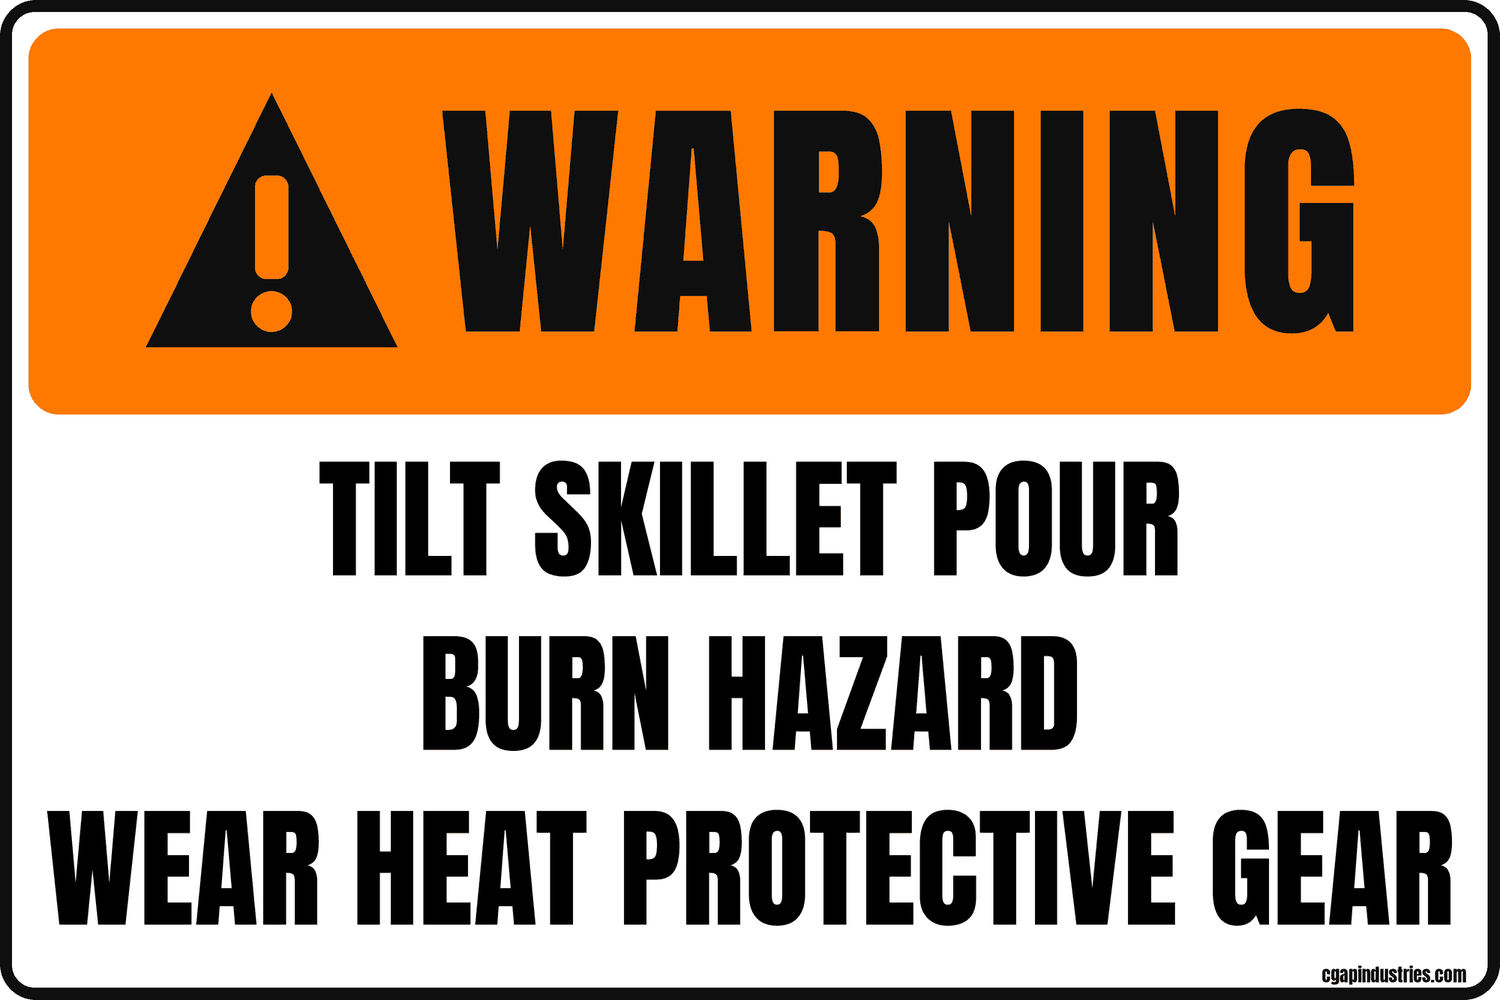 WARNING
TILT SKILLET POUR
BURN HAZARD
WEAR HEAT PROTECTIVE GEAR
cgapindustries.com